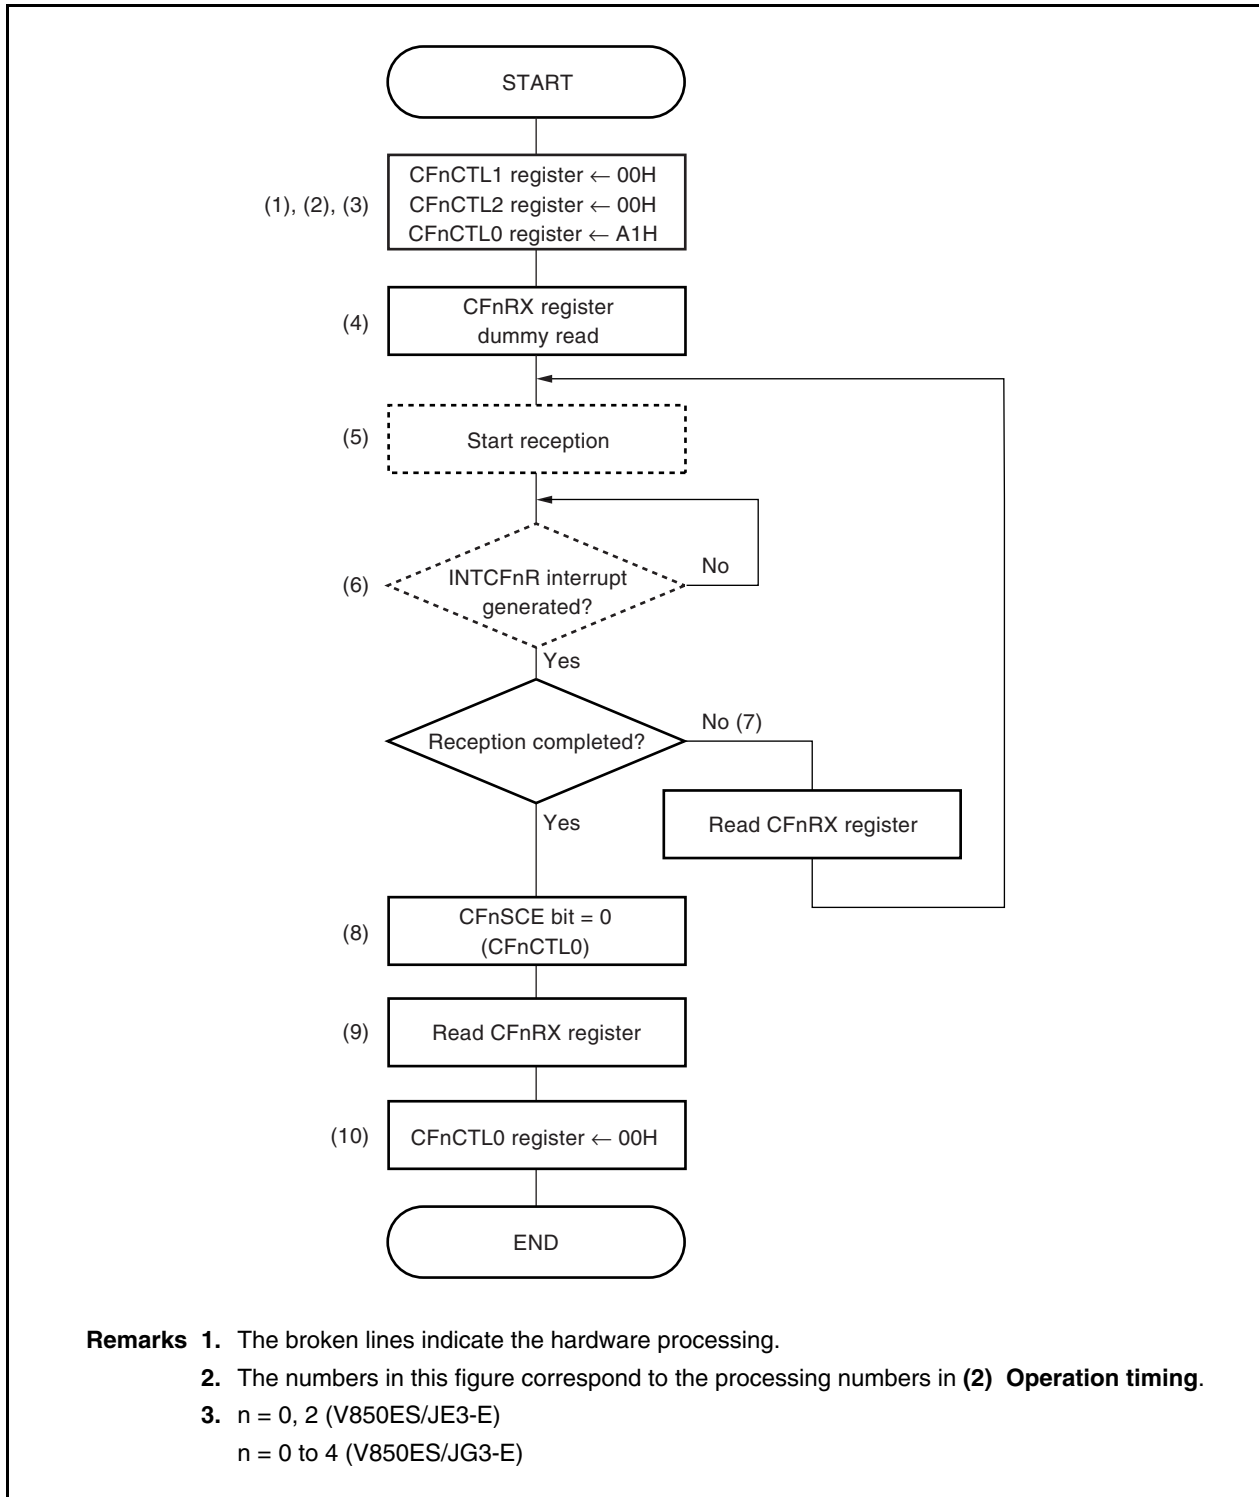 START
(1), (2), (3)
CFnCTL1 register ← 00H
CFnCTL2 register ← 00H
CFnCTL0 register ← A1H
(4)
CFnRX register
dummy read
(5)
Start reception
(6)
INTCFnR interrupt
generated?
No
Yes
Reception completed?
No (7)
Read CFnRX register
Yes
(8)
CFnSCE bit = 0
(CFnCTL0)
(9)
Read CFnRX register
(10)
CFnCTL0 register ← 00H
END
Remarks 1. The broken lines indicate the hardware processing.
2. The numbers in this figure correspond to the processing numbers in (2) Operation timing.
3. n = 0, 2 (V850ES/JE3-E)
n = 0 to 4 (V850ES/JG3-E)